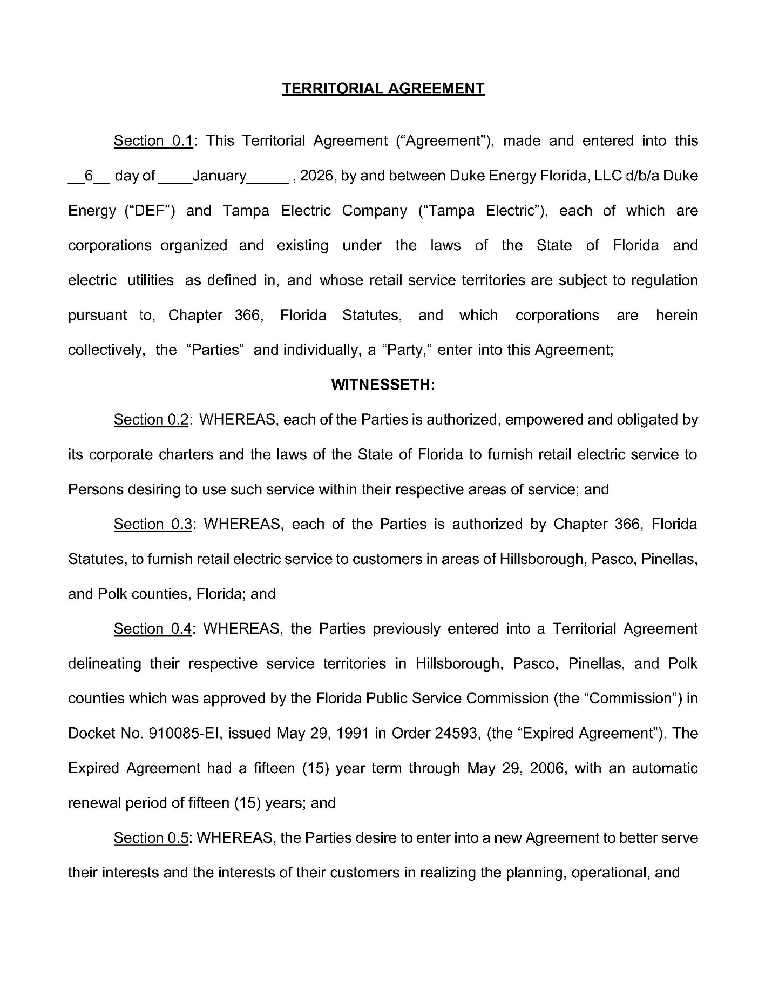 TERRITORIAL AGREEMENT
Section 0.1: This Territorial Agreement (“Agreement”), made and entered into this
__6__ day of ____January_____ , 2026, by and between Duke Energy Florida, LLC d/b/a Duke
Energy (“DEF”) and Tampa Electric Company (“Tampa Electric”), each of which are
corporations organized and existing under the laws of the State of Florida and
electric utilities as defined in, and whose retail service territories are subject to regulation
pursuant to, Chapter 366, Florida Statutes, and which corporations are herein
collectively, the “Parties” and individually, a “Party,” enter into this Agreement;
WITNESSETH:
Section 0.2: WHEREAS, each of the Parties is authorized, empowered and obligated by
its corporate charters and the laws of the State of Florida to furnish retail electric service to
Persons desiring to use such service within their respective areas of service; and
Section 0.3: WHEREAS, each of the Parties is authorized by Chapter 366, Florida
Statutes, to furnish retail electric service to customers in areas of Hillsborough, Pasco, Pinellas,
and Polk counties, Florida; and
Section 0.4: WHEREAS, the Parties previously entered into a Territorial Agreement
delineating their respective service territories in Hillsborough, Pasco, Pinellas, and Polk
counties which was approved by the Florida Public Service Commission (the “Commission”) in
Docket No. 910085-EI, issued May 29, 1991 in Order 24593, (the “Expired Agreement”). The
Expired Agreement had a fifteen (15) year term through May 29, 2006, with an automatic
renewal period of fifteen (15) years; and
Section 0.5: WHEREAS, the Parties desire to enter into a new Agreement to better serve
their interests and the interests of their customers in realizing the planning, operational, and